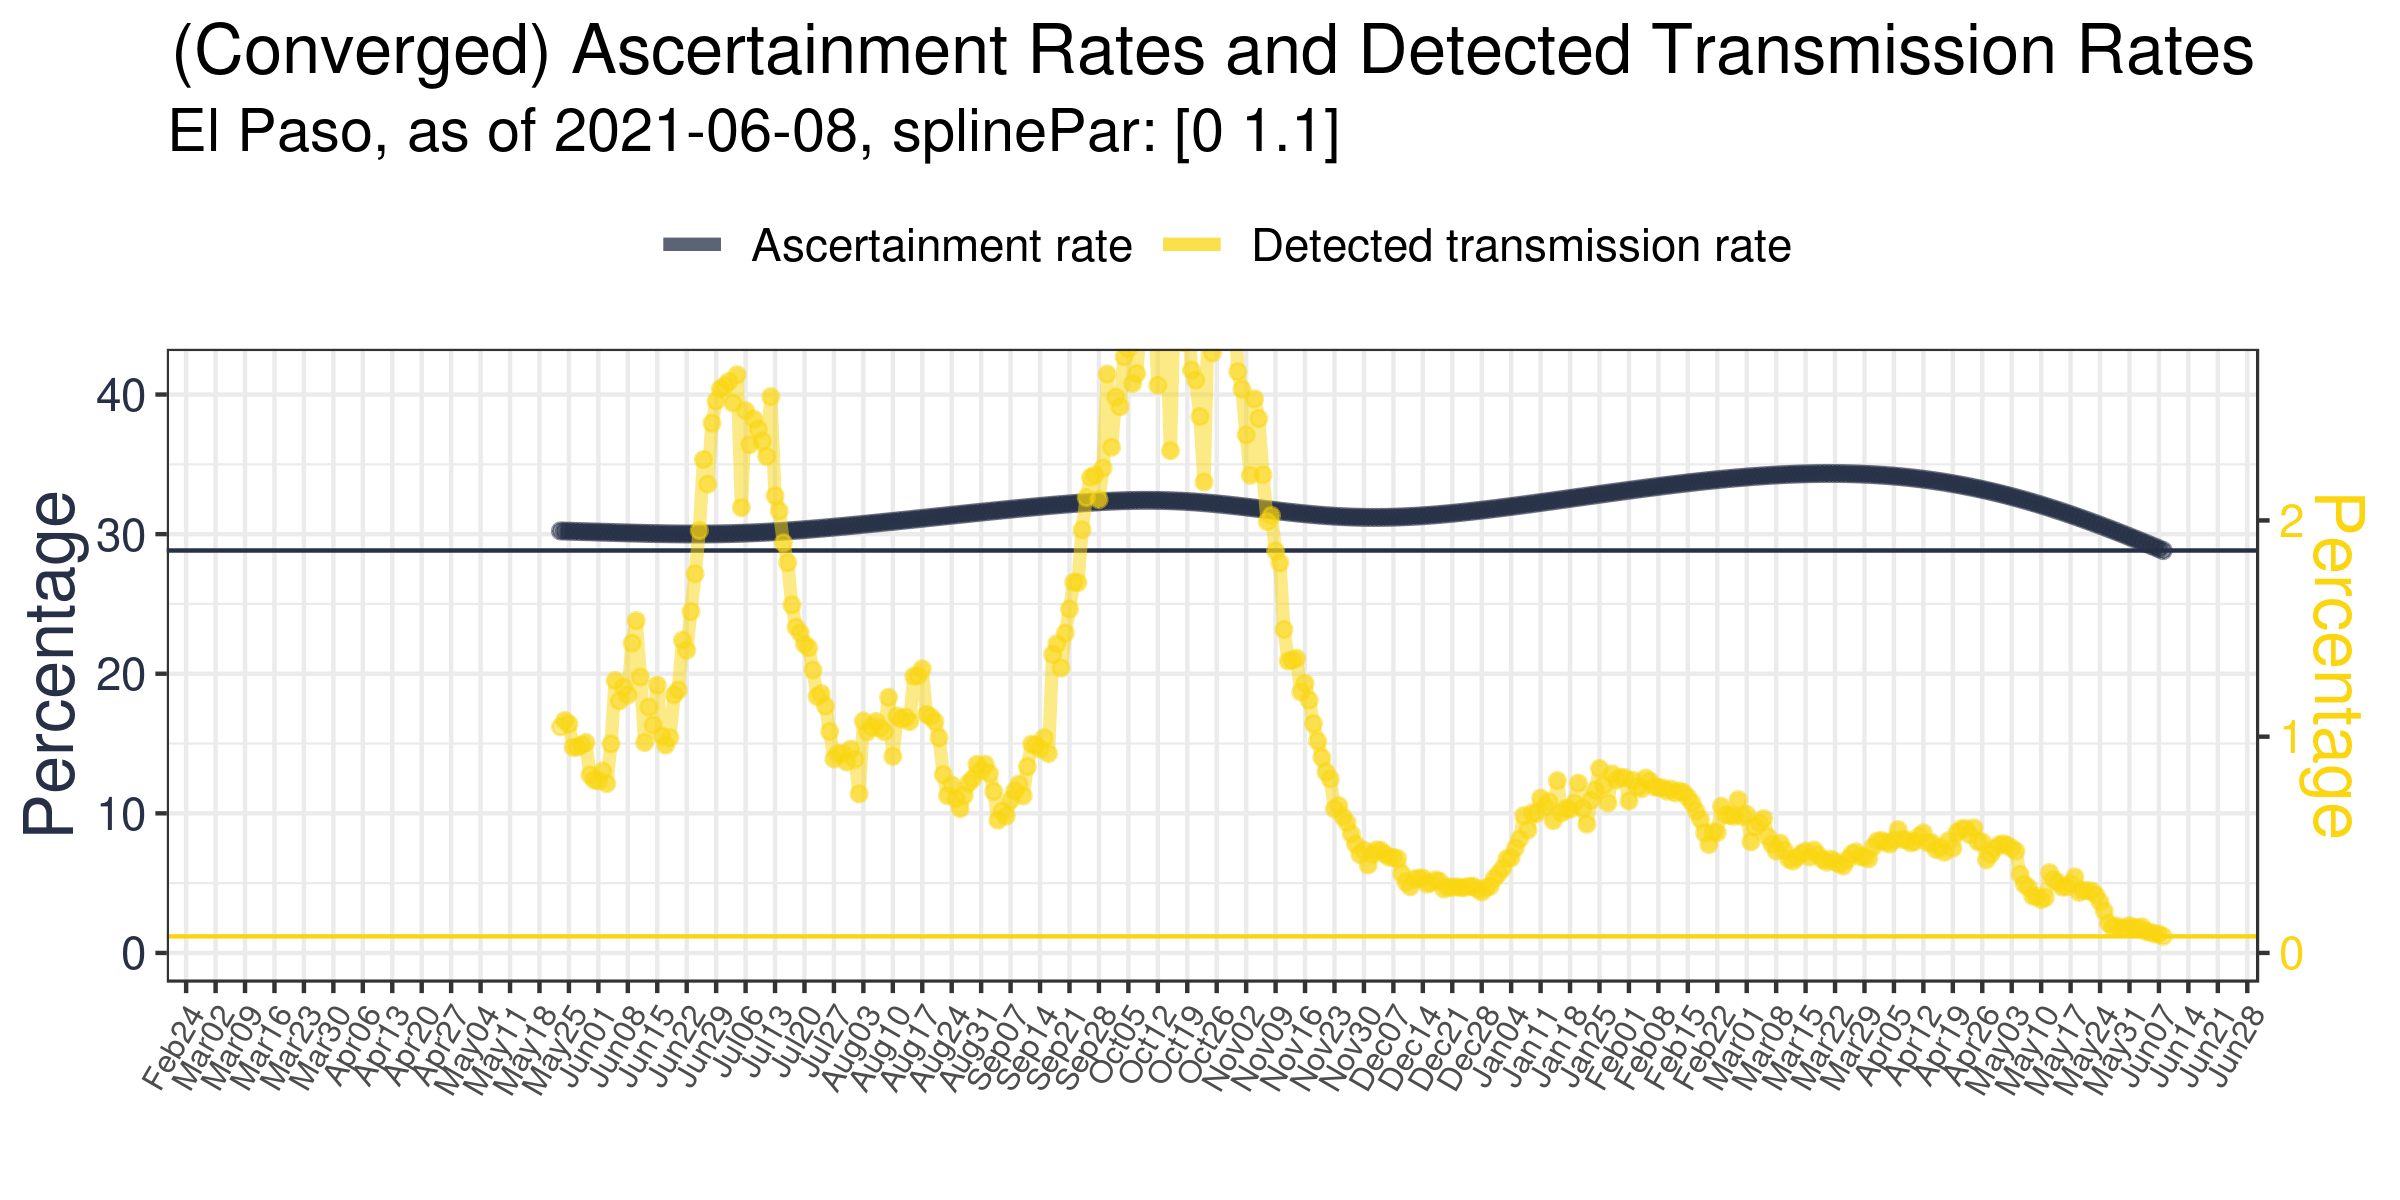 (Converged) Ascertainment Rates and Detected Transmission Rates
El Paso, as of 2021-06-08, splinePar: [0 1.1]
Ascertainment rate
Detected transmission rate
Percentage
40
30
20
10
0
2
1
0
Percentage
Feb24
Mar02
Mar09
Mar16
Mar23
Mar30
Apr06
Apr13
Apr20
Apr27
May04
May11
May18
May25
Jun01
Jun08
Jun15
Jun22
Jun29
Jul06
Jul13
Jul20
Jul27
Aug03
Aug10
Aug17
Aug24
Aug31
Sep07
Sep14
Sep21
Sep28
Oct05
Oct12
Oct19
Oct26
Nov02
Nov09
Nov16
Nov23
Nov30
Dec07
Dec14
Dec21
Dec28
Jan04
Jan11
Jan18
Jan25
Feb01
Feb08
Feb15
Feb22
Mar01
Mar08
Mar15
Mar22
Mar29
Apr05
Apr12
Apr19
Apr26
May03
May10
May17
May24
May31
Jun07
Jun14
Jun21
Jun28